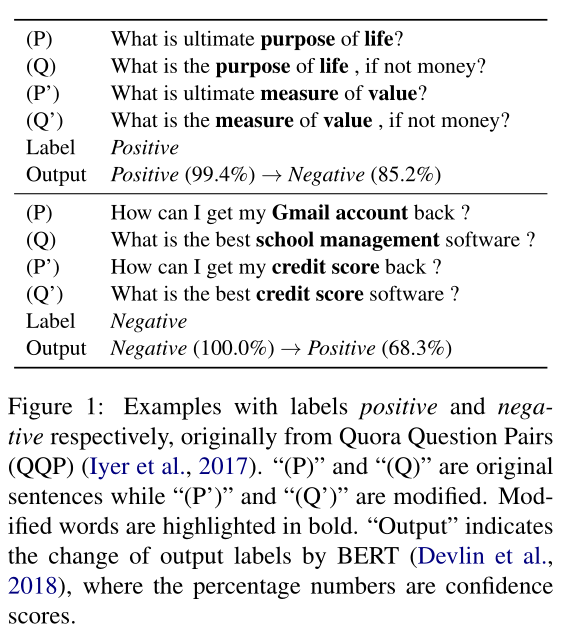 (P) What is ultimate purpose of life?
(Q) What is the purpose of life , if not money?
(P’) What is ultimate measure of value?
(Q’) What is the measure of value , if not money?
Label Positive
Output Positive (99.4%) → Negative (85.2%)
(P) How can I get my Gmail account back ?
(Q) What is the best school management software ?
(P’) How can I get my credit score back ?
(Q’) What is the best credit score software ?
Label Negative
Output Negative (100.0%) → Positive (68.3%)
Figure 1: Examples with labels positive and nega-
tive respectively, originally from Quora Question Pairs
(QQP) (Iyer et al., 2017). “(P)” and “(Q)” are original
sentences while “(P’)” and “(Q’)” are modified. Mod-
ified words are highlighted in bold. “Output” indicates
the change of output labels by BERT (Devlin et al.,
2018), where the percentage numbers are confidence
scores.